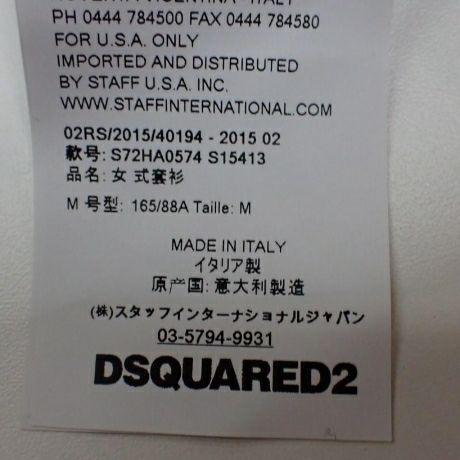 PH 0444 784500 FAX 0444 784580
FOR U.S.A. ONLY
IMPORTED AND DISTRIBUTED
BY STAFF U.S.A. INC.
WWW.STAFFINTERNATIONAL.COM
02RS/2015/40194 - 2015 02
款号: S72HA0574 S15413
品名: 女 式套衫
M 号型: 165/88A Taille: M
MADE IN ITALY
イタリア製
原产国: 意大利製造
(株)スタッフインターナショナルジャパン
03-5794-9931
DSQUARED2